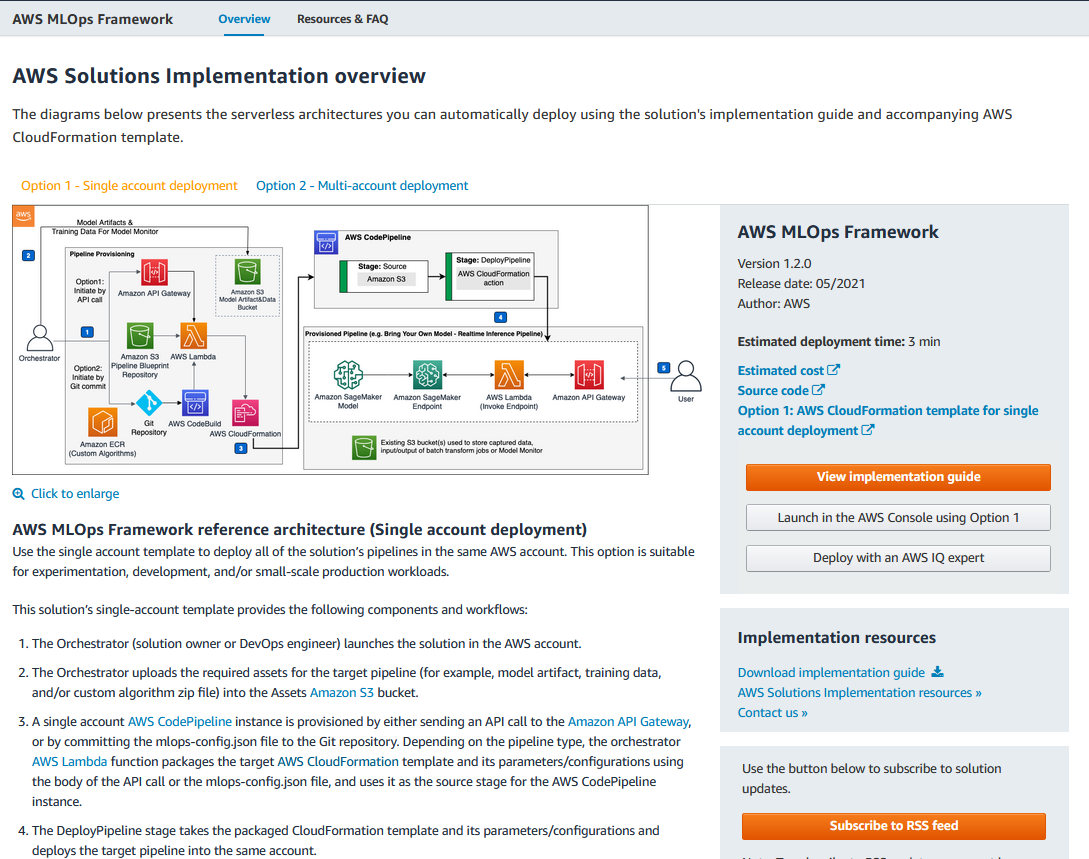 AWS MLOps Framework
Overview
Resources & FAQ
AWS Solutions Implementation overview
The diagrams below presents the serverless architectures you can automatically deploy using the solution's implementation guide and accompanying AWS
CloudFormation template.
Option 1 - Single account deployment
Option 2 - Multi-account deployment
aws
Model Artifacts &
Training Data For Model Monitor
2
Pipeline Provisioning
Option1:
Initiate by
API call
Amazon API Gateway
Amazon S3
Model Artifact&Data
Bucket
1
Orchestrator
Amazon S3
Pipeline Blueprint
Repository
AWS Lambda
Option2:
Initiate by
Git commit
Git
Repository
AWS CodeBuild
AWS CloudFormation
Amazon ECR
(Custom Algorithms)
3
AWS CodePipeline
Stage: Source
Amazon S3
Stage: DeployPipeline
AWS CloudFormation
action
4
Provisioned Pipeline (e.g. Bring Your Own Model - Realtime Inference Pipeline)
Amazon SageMaker
Model
Amazon SageMaker
Endpoint
AWS Lambda
(Invoke Endpoint)
Amazon API Gateway
5
User
Existing S3 bucket(s) used to store captured data,
input/output of batch transform jobs or Model Monitor
Click to enlarge
AWS MLOps Framework reference architecture (Single account deployment)
Use the single account template to deploy all of the solution’s pipelines in the same AWS account. This option is suitable
for experimentation, development, and/or small-scale production workloads.
This solution’s single-account template provides the following components and workflows:
1. The Orchestrator (solution owner or DevOps engineer) launches the solution in the AWS account.
2. The Orchestrator uploads the required assets for the target pipeline (for example, model artifact, training data,
and/or custom algorithm zip file) into the Assets Amazon S3 bucket.
3. A single account AWS CodePipeline instance is provisioned by either sending an API call to the Amazon API Gateway,
or by committing the mlops-config.json file to the Git repository. Depending on the pipeline type, the orchestrator
AWS Lambda function packages the target AWS CloudFormation template and its parameters/configurations using
the body of the API call or the mlops-config.json file, and uses it as the source stage for the AWS CodePipeline
instance.
4. The DeployPipeline stage takes the packaged CloudFormation template and its parameters/configurations and
deploys the target pipeline into the same account.
AWS MLOps Framework
Version 1.2.0
Release date: 05/2021
Author: AWS
Estimated deployment time: 3 min
Estimated cost
Source code
Option 1: AWS CloudFormation template for single
account deployment
View implementation guide
Launch in the AWS Console using Option 1
Deploy with an AWS IQ expert
Implementation resources
Download implementation guide
AWS Solutions Implementation resources »
Contact us »
Use the button below to subscribe to solution
updates.
Subscribe to RSS feed